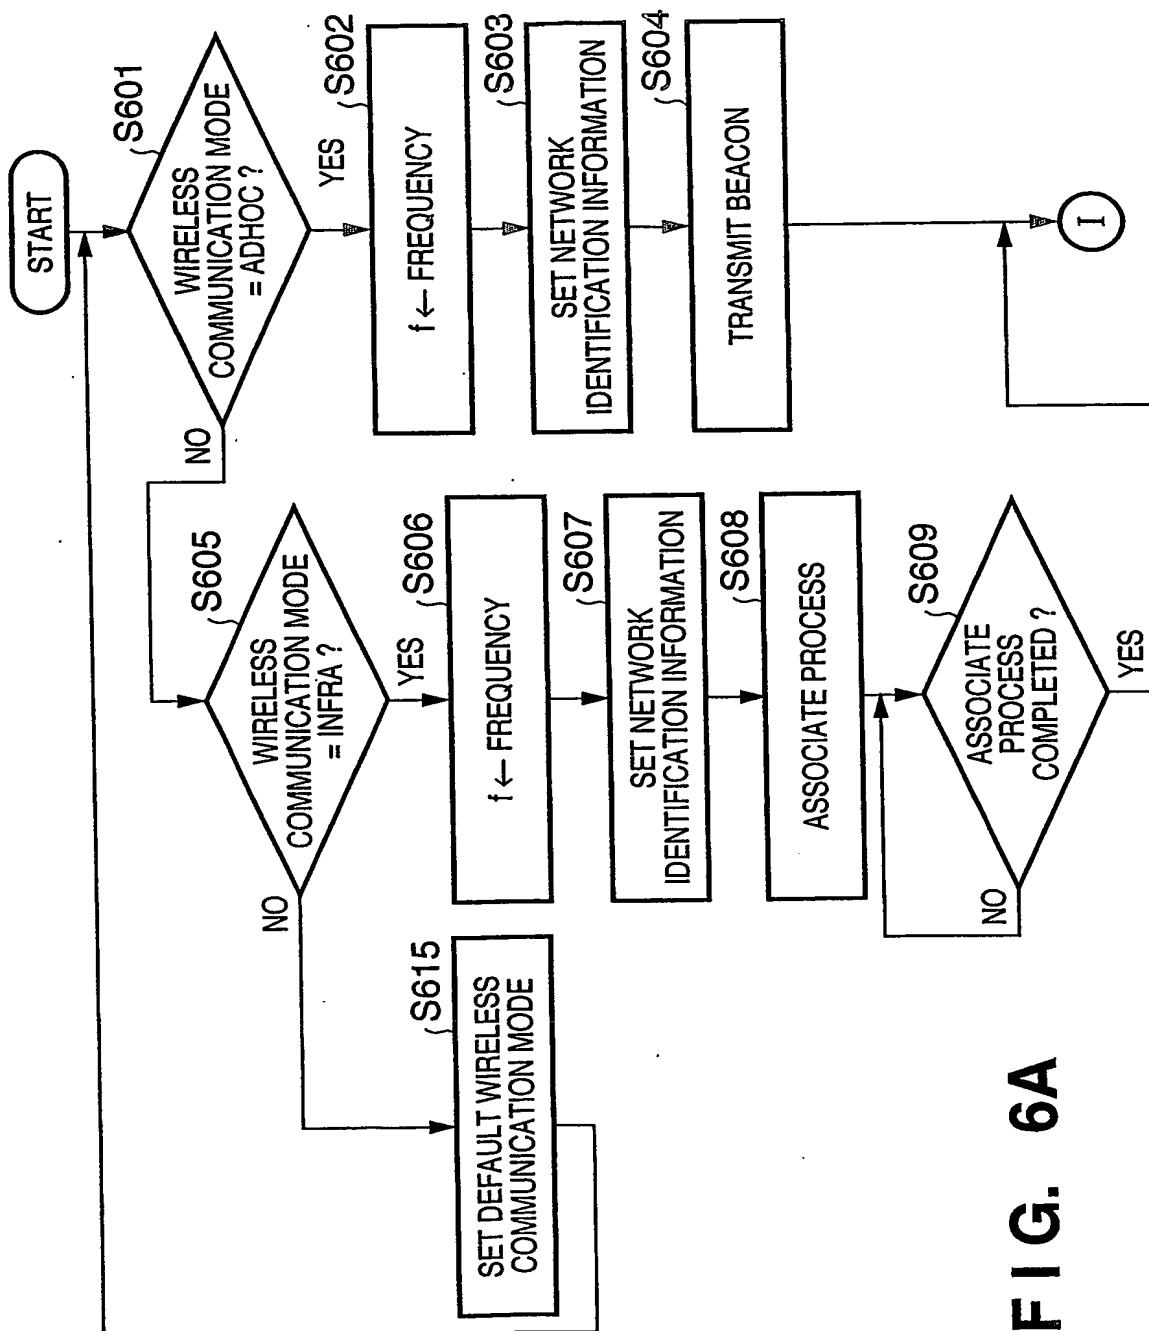 START
S601
WIRELESS
COMMUNICATION MODE
= ADHOC ?
YES
NO
S602
f ← FREQUENCY
S603
SET NETWORK
IDENTIFICATION INFORMATION
S604
TRANSMIT BEACON
I
S605
WIRELESS
COMMUNICATION MODE
= INFRA ?
YES
NO
S606
f ← FREQUENCY
S607
SET NETWORK
IDENTIFICATION INFORMATION
S608
ASSOCIATE PROCESS
S609
ASSOCIATE
PROCESS
COMPLETED ?
NO
YES
S615
SET DEFAULT WIRELESS
COMMUNICATION MODE
FIG. 6A